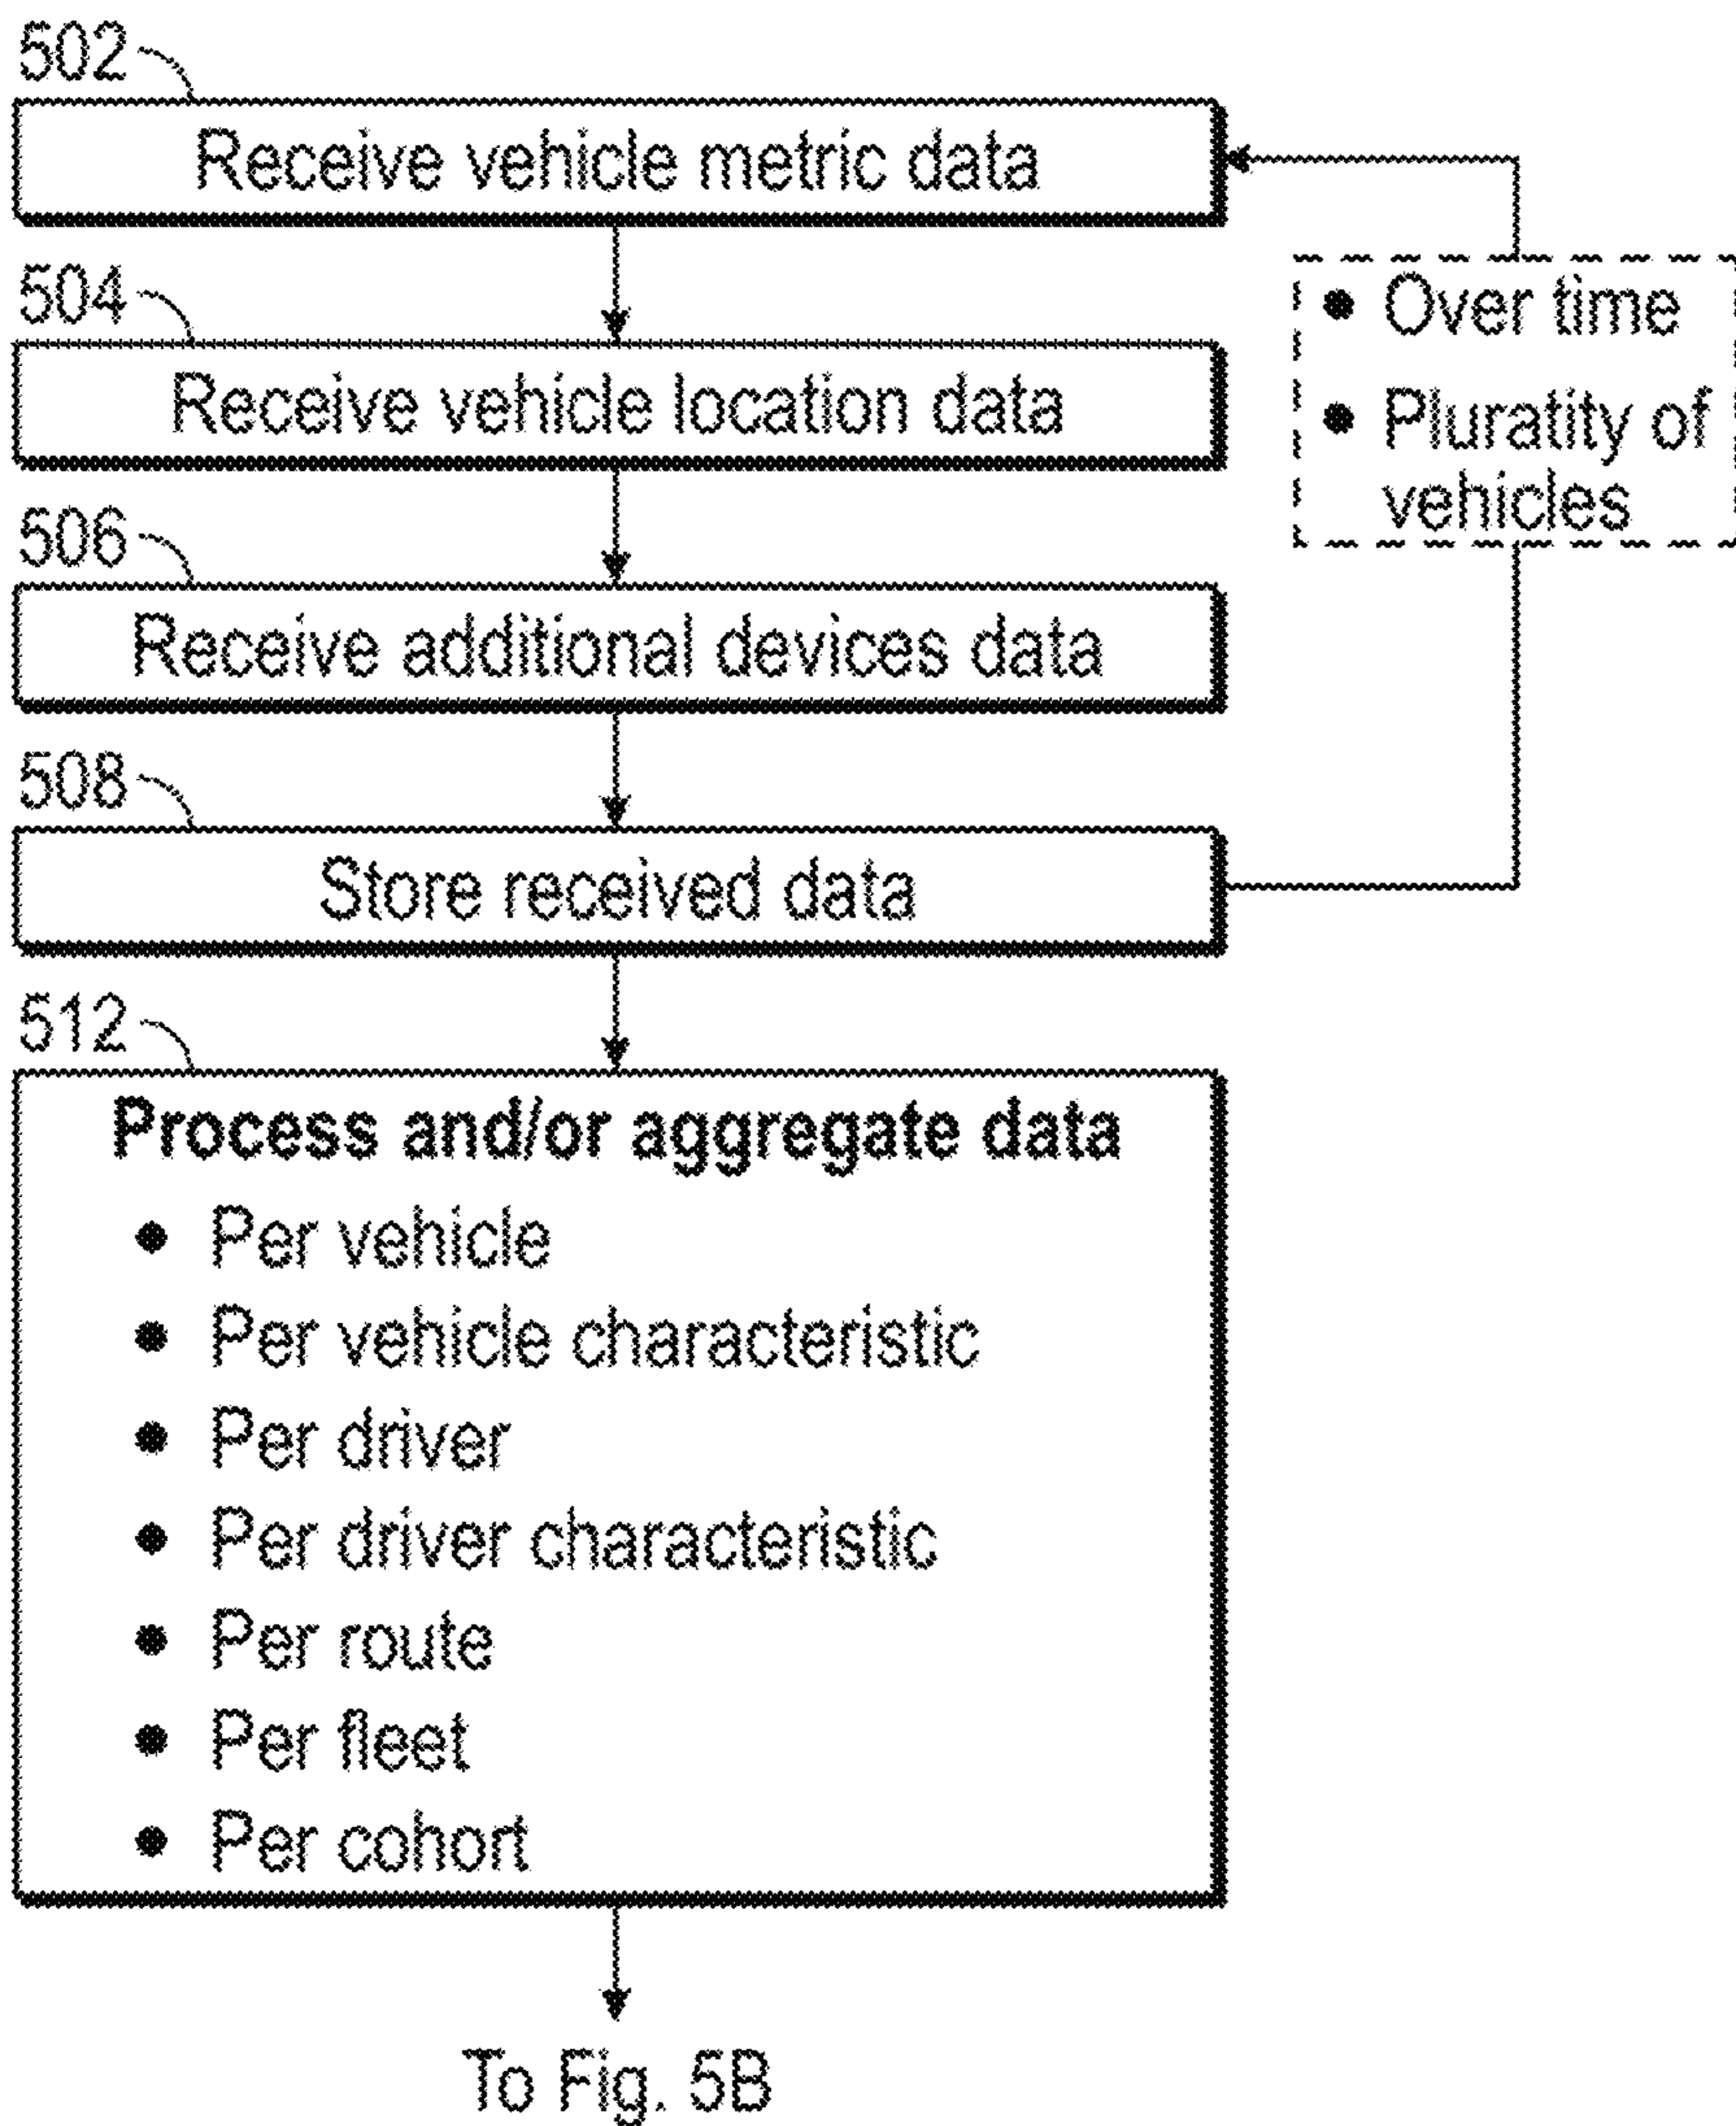 502
Receive vehicle metric data
504
Receive vehicle location data
506
Receive additional devices data
508
Store received data
• Over time
• Pluratity of
vehicles
512
Process and/or aggregate data
• Per vehicle
• Per vehicle characteristic
• Per driver
• Per driver characteristic
• Per route
• Per fleet
• Per cohort
To Fig. 5B